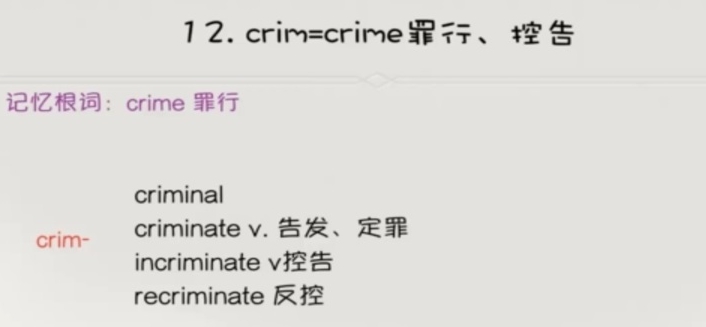 12. crim=crime罪行、控告
记忆根词：crime 罪行
criminal
criminate v. 告发、定罪
crim-
incriminate v控告
recriminate 反控